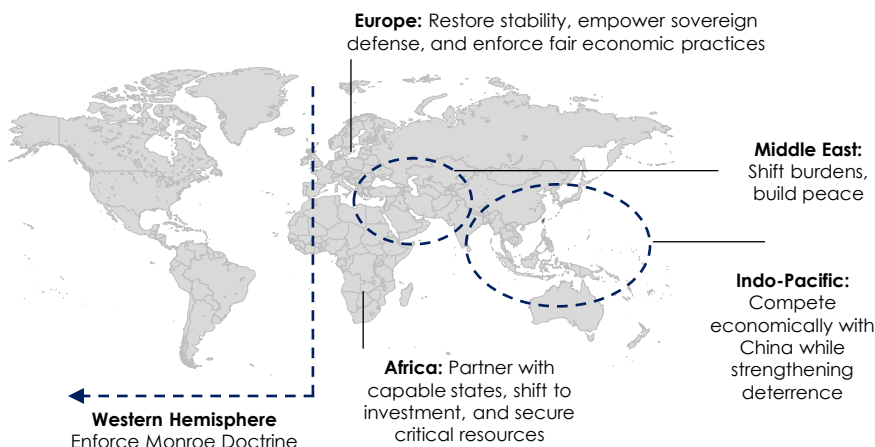 Europe: Restore stability, empower sovereign
defense, and enforce fair economic practices
Middle East:
Shift burdens,
build peace
Indo-Pacific:
Compete
economically with
China while
strengthening
deterrence
Africa: Partner with
capable states, shift to
investment, and secure
critical resources
Western Hemisphere
Enforce Monroe Doctrine